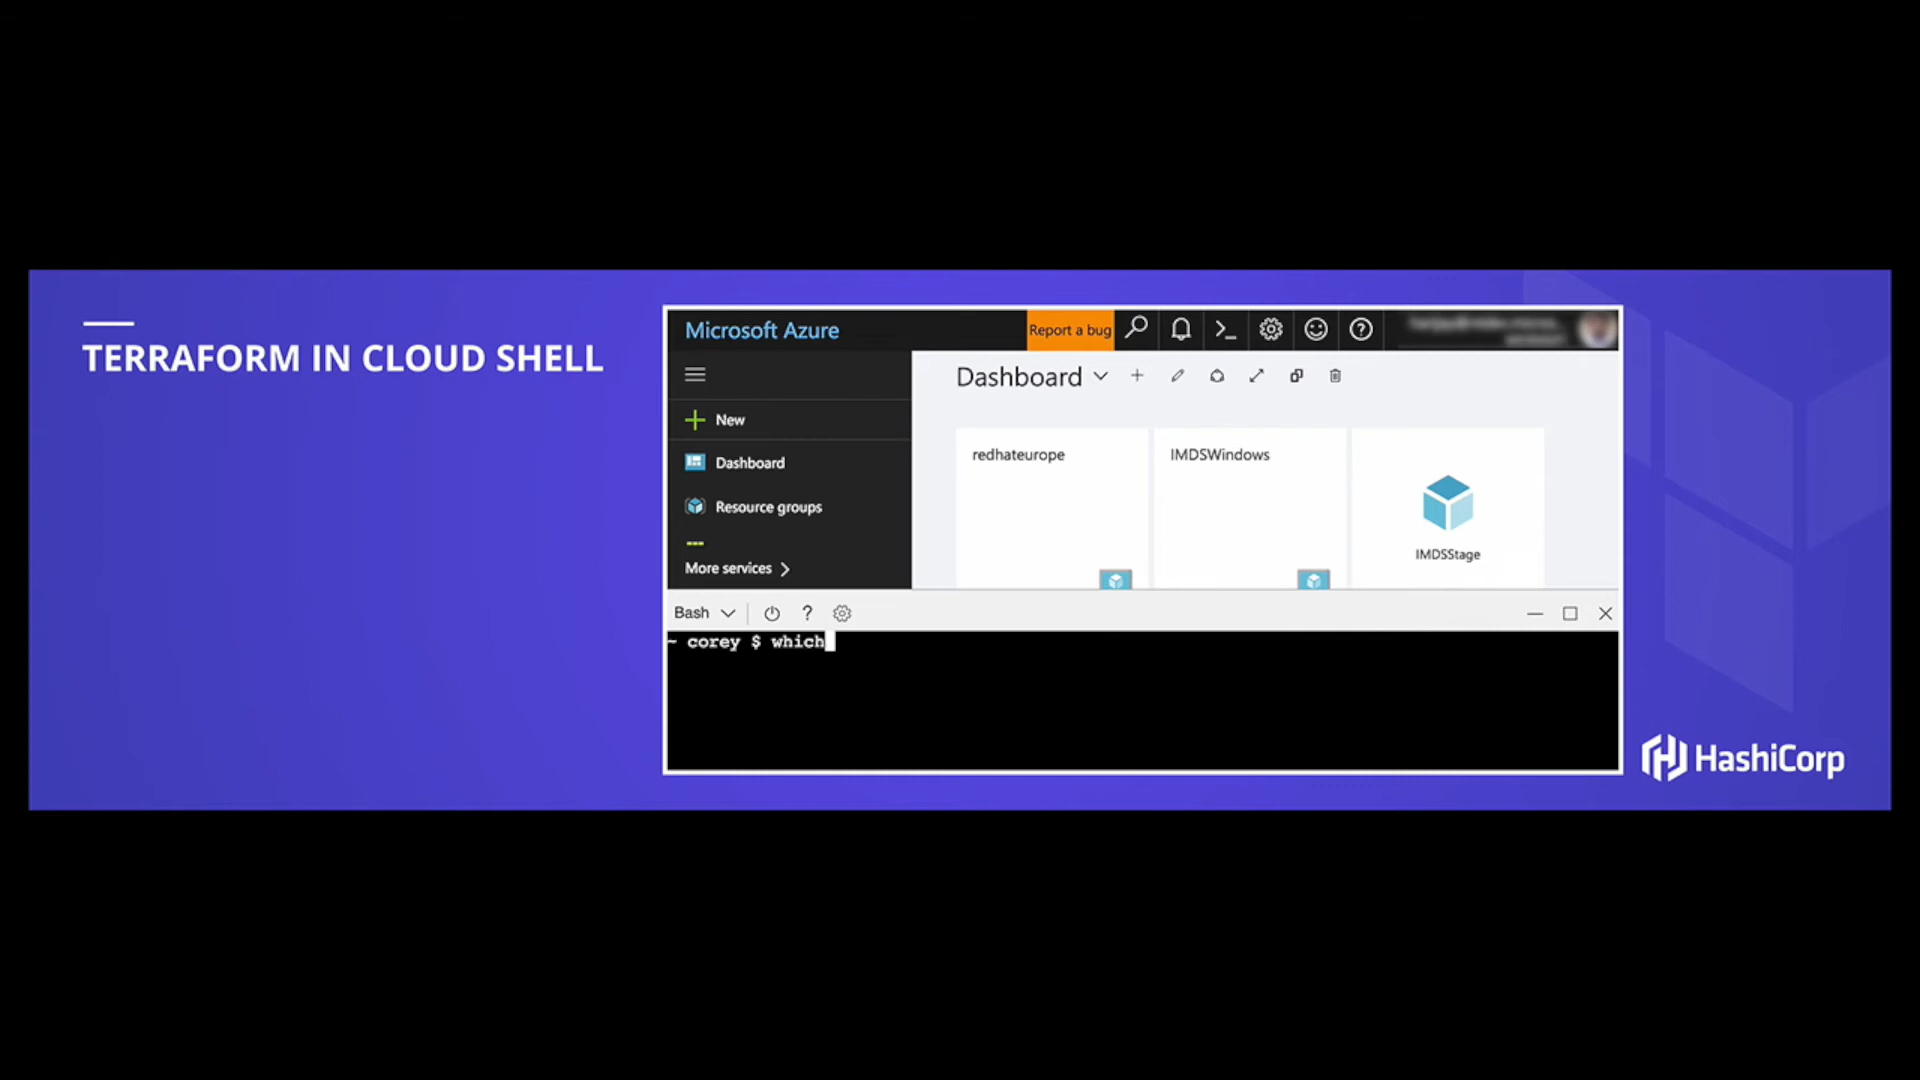 TERRAFORM IN CLOUD SHELL
Microsoft Azure
Report a bug
Dashboard
New
Dashboard
Resource groups
More services
redhateurope
IMDSWindows
IMDSStage
Bash
~ corey $ which
HashiCorp